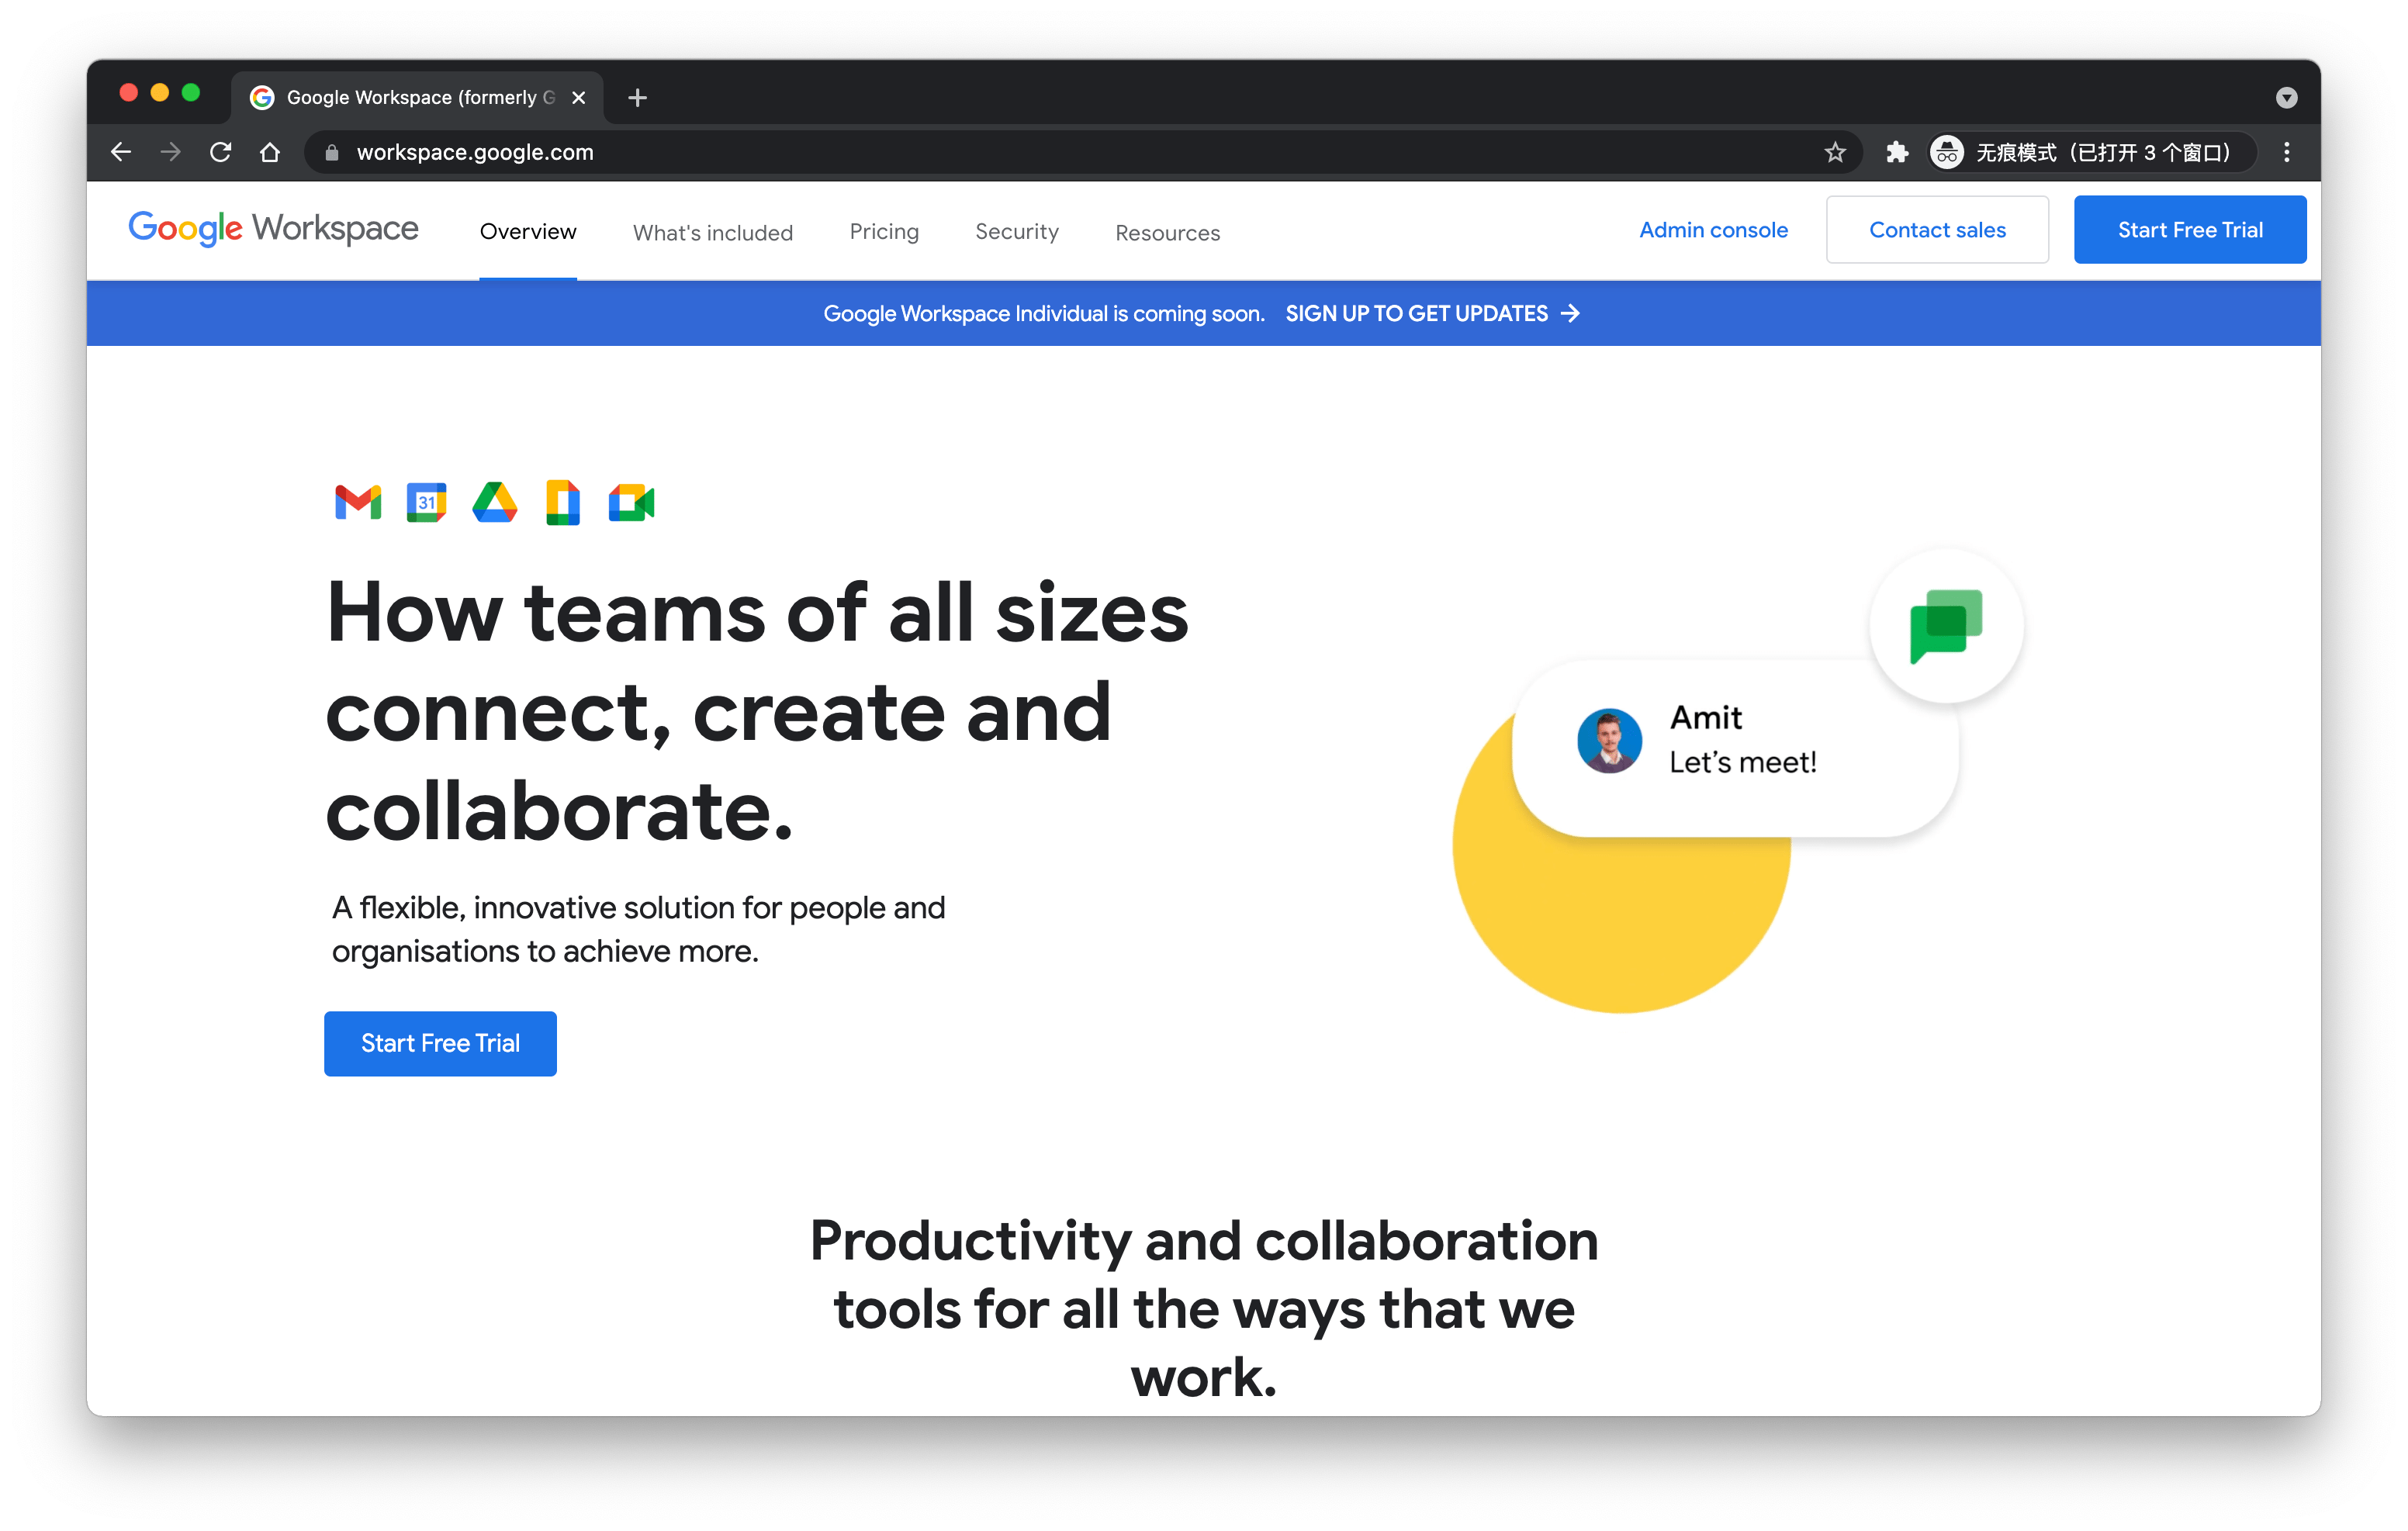 Google Workspace (formerly G
workspace.google.com
无痕模式（已打开 3 个窗口）
Google Workspace
Overview
What's included
Pricing
Security
Resources
Admin console
Contact sales
Start Free Trial
Google Workspace Individual is coming soon. SIGN UP TO GET UPDATES →
31
How teams of all sizes
connect, create and
collaborate.
Amit
Let’s meet!
A flexible, innovative solution for people and
organisations to achieve more.
Start Free Trial
Productivity and collaboration
tools for all the ways that we
work.